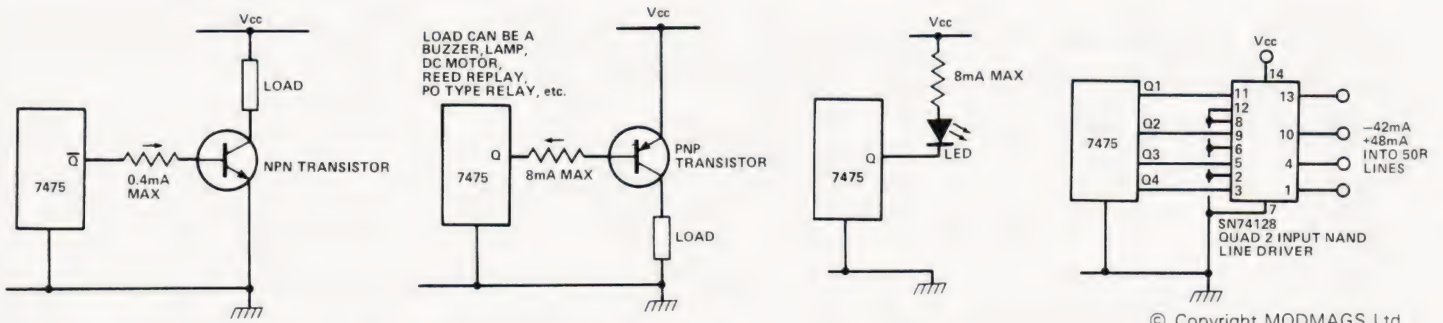 Vcc
LOAD
7475
Q̅
0.4mA
MAX
NPN TRANSISTOR
LOAD CAN BE A
BUZZER, LAMP,
DC MOTOR,
REED REPLAY,
PO TYPE RELAY, etc.
Vcc
7475
Q
8mA MAX
PNP
TRANSISTOR
LOAD
Vcc
8mA MAX
LED
7475
Q
Vcc
14
7475
Q1
Q2
Q3
Q4
11
12
8
9
6
5
2
3
13
10
4
1
7
–42mA
+48mA
INTO 50R
LINES
SN74128
QUAD 2 INPUT NAND
LINE DRIVER
© Copyright MODMAGS Ltd